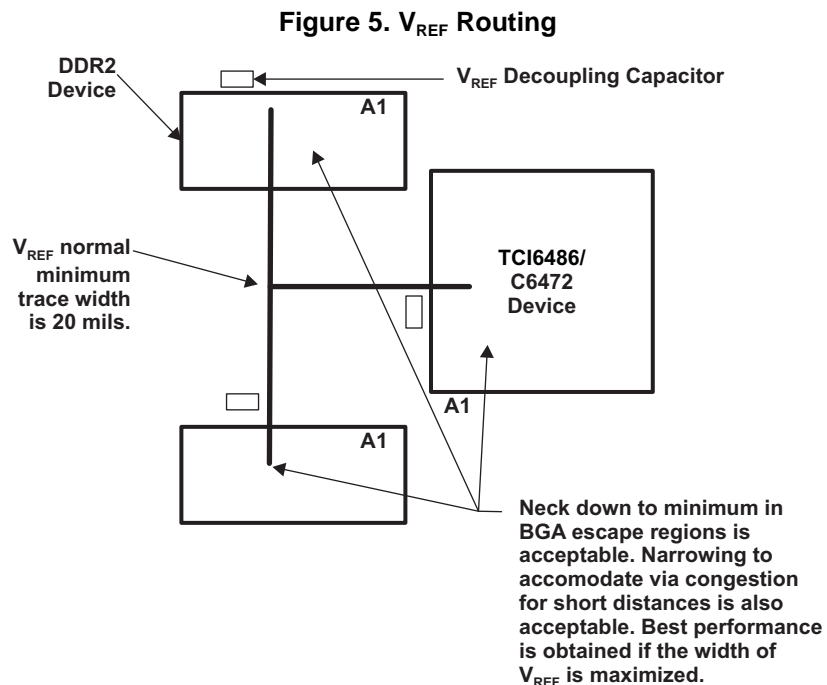 Figure 5. VREF Routing
DDR2
Device
VREF Decoupling Capacitor
A1
VREF normal
minimum
trace width
is 20 mils.
TCI6486/
C6472
Device
A1
A1
Neck down to minimum in
BGA escape regions is
acceptable. Narrowing to
accomodate via congestion
for short distances is also
acceptable. Best performance
is obtained if the width of
VREF is maximized.